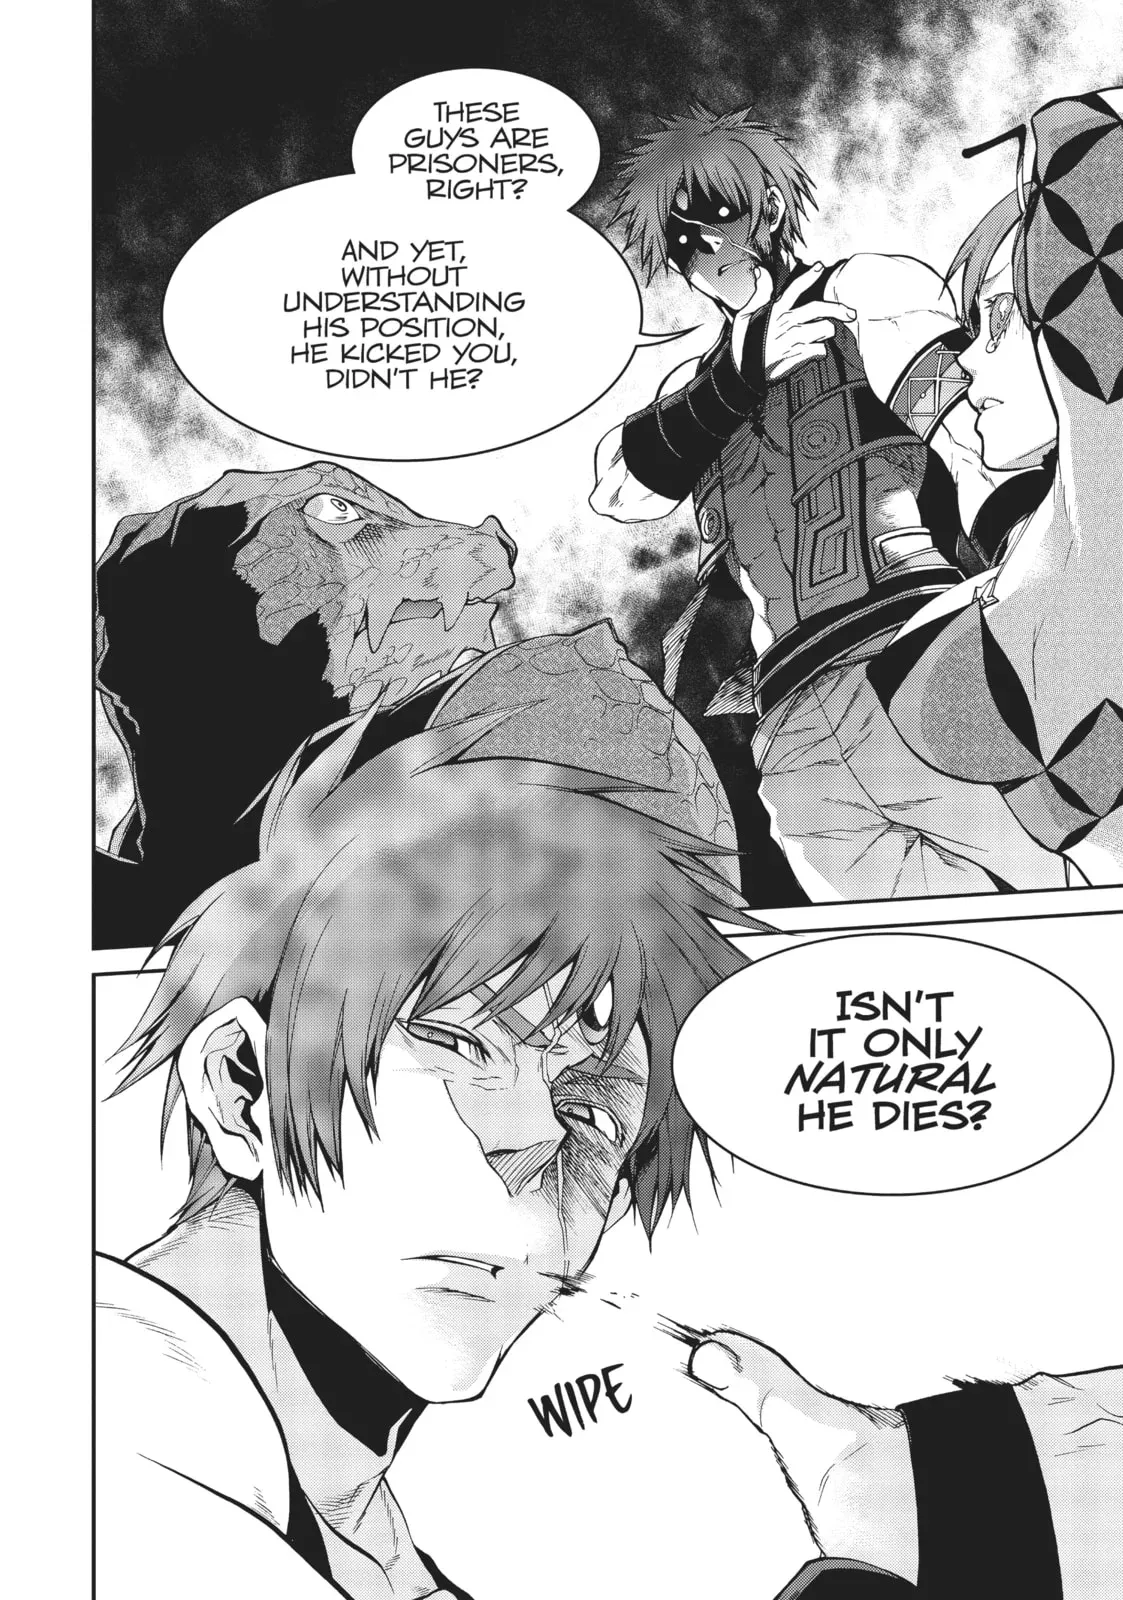 THESE
GUYS ARE
PRISONERS,
RIGHT?
AND YET,
WITHOUT
UNDERSTANDING
HIS POSITION,
HE KICKED YOU,
DIDN'T HE?
ISN'T
IT ONLY
NATURAL
HE DIES?
WIPE